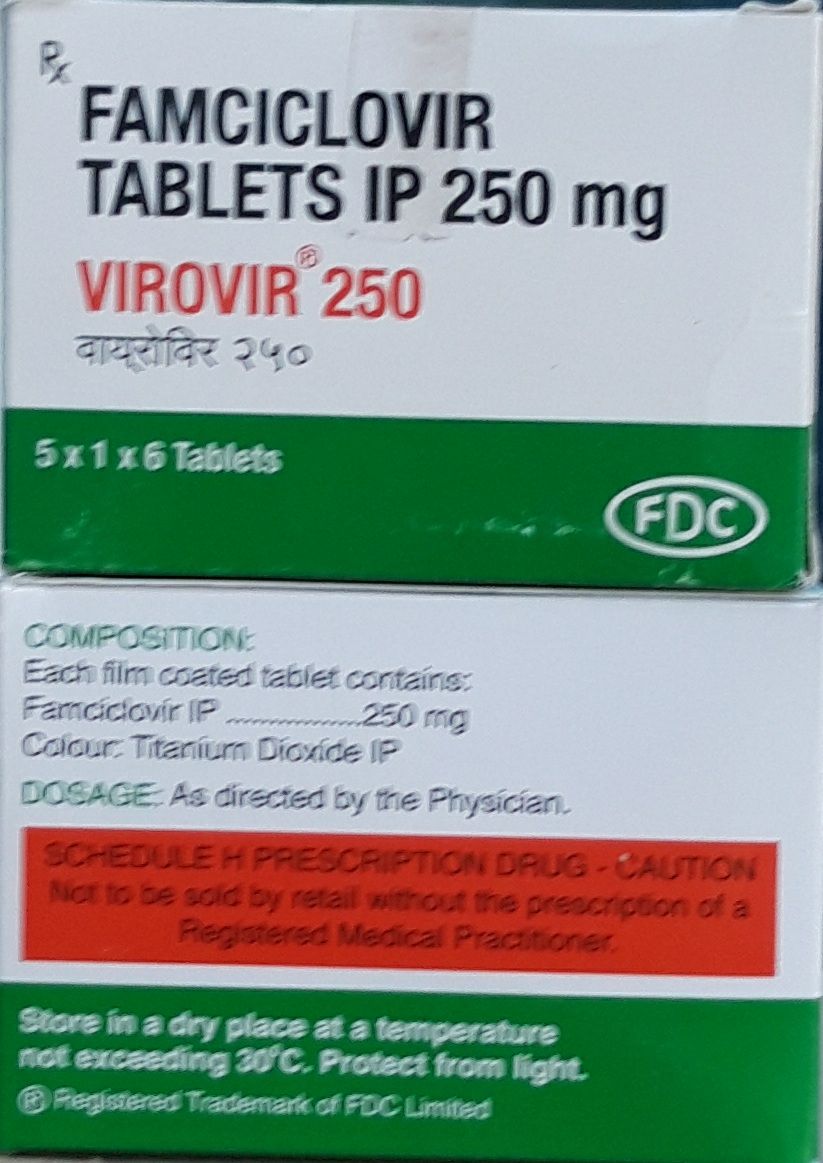 Rx
FAMCICLOVIR
TABLETS IP 250 mg
VIROVIR® 250
वायरोविर २५०
5 x 1 x 6 Tablets
FDC
COMPOSITION:
Each film coated tablet contains:
Famciclovir IP .................250 mg
Colour: Titanium Dioxide IP
DOSAGE: As directed by the Physician.
SCHEDULE H PRESCRIPTION DRUG - CAUTION
Not to be sold by retail without the prescription of a
Registered Medical Practitioner.
Store in a dry place at a temperature
not exceeding 30°C. Protect from light.
® Registered Trademark of FDC Limited